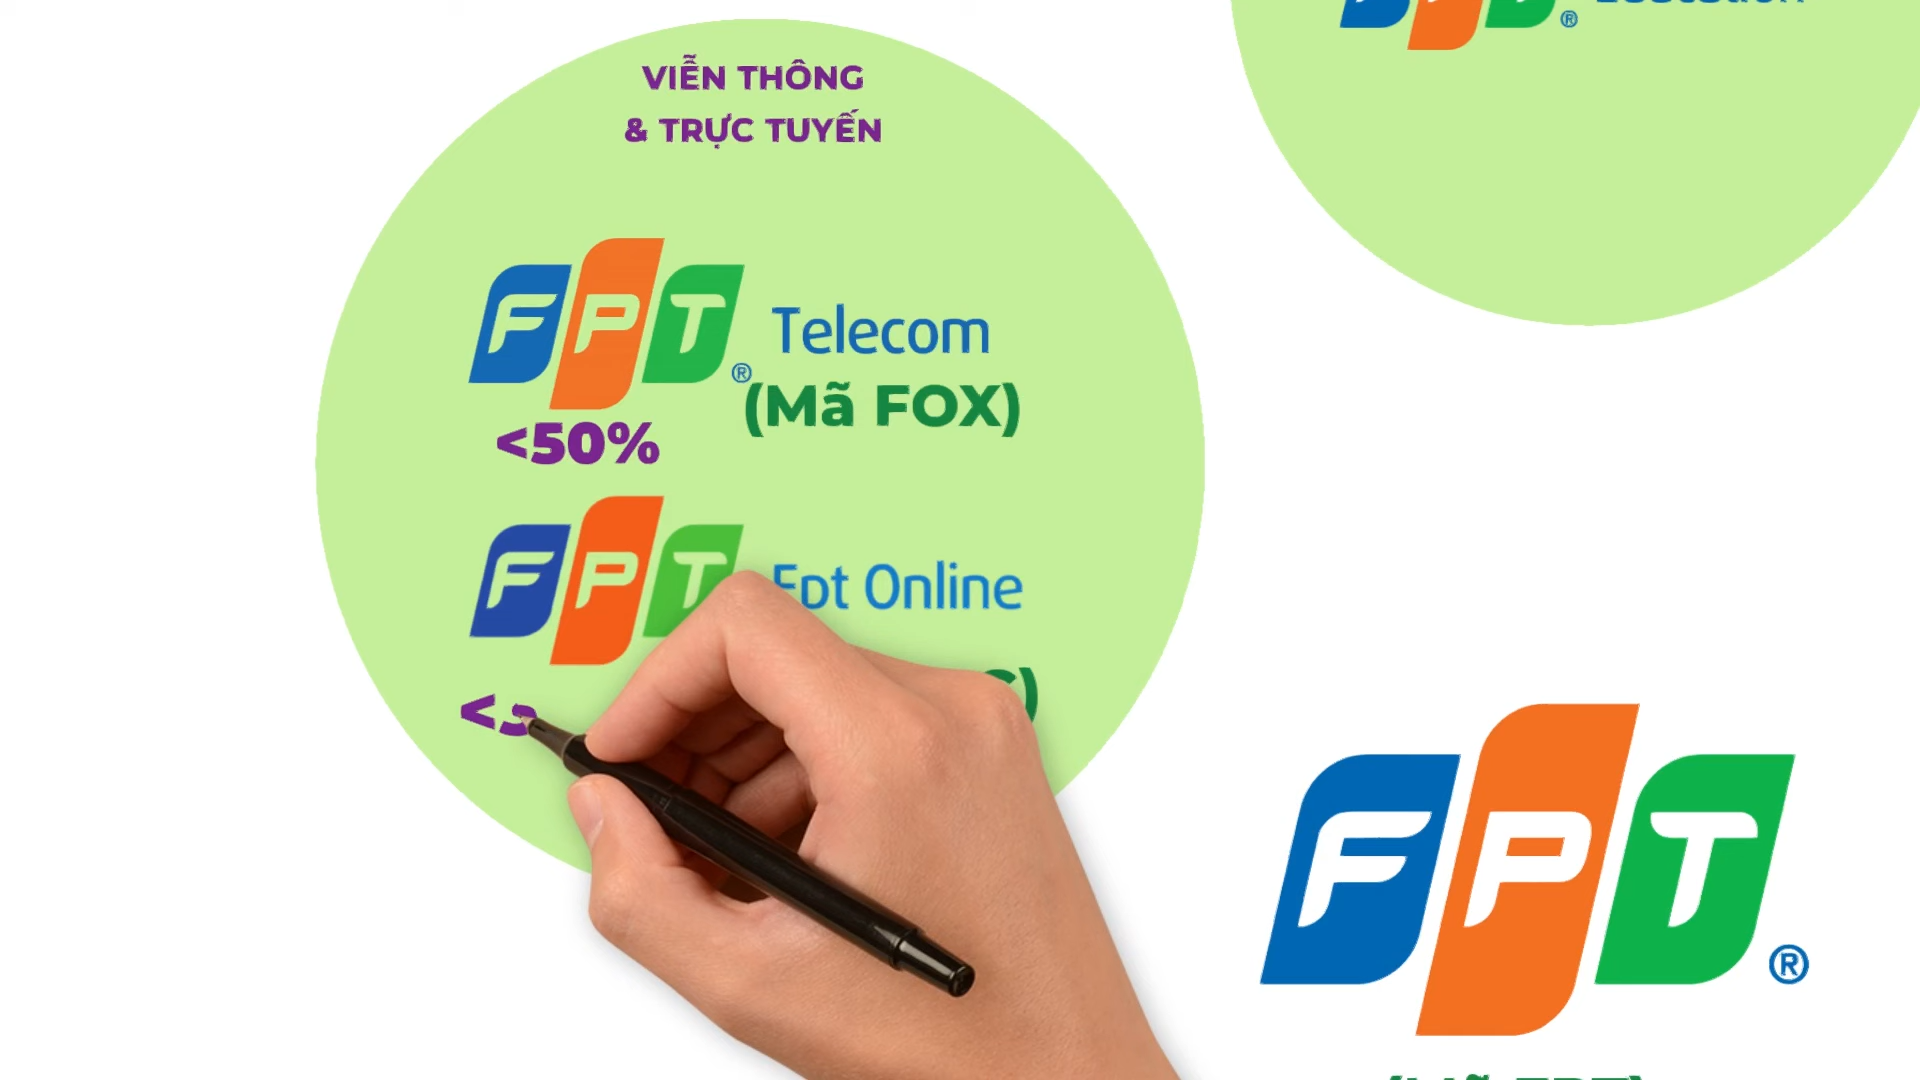 VIỄN THÔNG
& TRỰC TUYẾN
FPT® Telecom
(Mã FOX)
<50%
FPT Fpt Online
FPT®